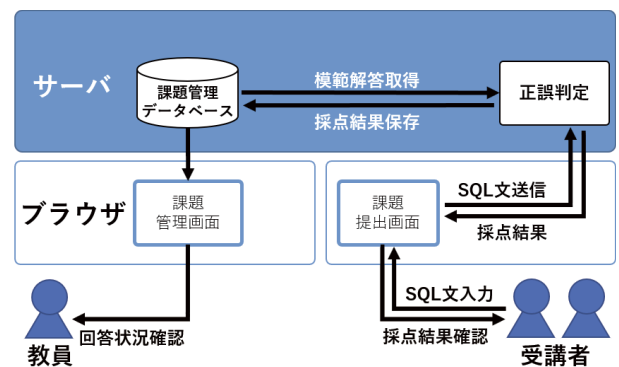 サーバ
課題管理
データベース
模範解答取得
採点結果保存
正誤判定
ブラウザ
課題
管理画面
課題
提出画面
SQL文送信
採点結果
SQL文入力
採点結果確認
回答状況確認
教員
受講者